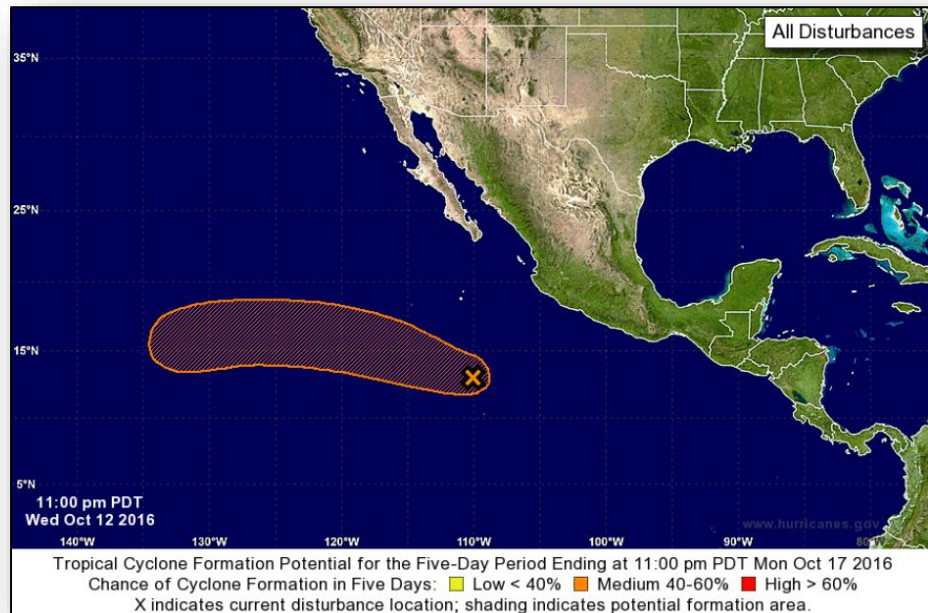 All Disturbances
35°N
25°N
15°N
5°N
11:00 pm PDT
Wed Oct 12 2016
www.hurricanes.gov
140°W 130°W 120°W 110°W 100°W 90°W 80°W
Tropical Cyclone Formation Potential for the Five-Day Period Ending at 11:00 pm PDT Mon Oct 17 2016
Chance of Cyclone Formation in Five Days: Low < 40% Medium 40-60% High > 60%
X indicates current disturbance location; shading indicates potential formation area.